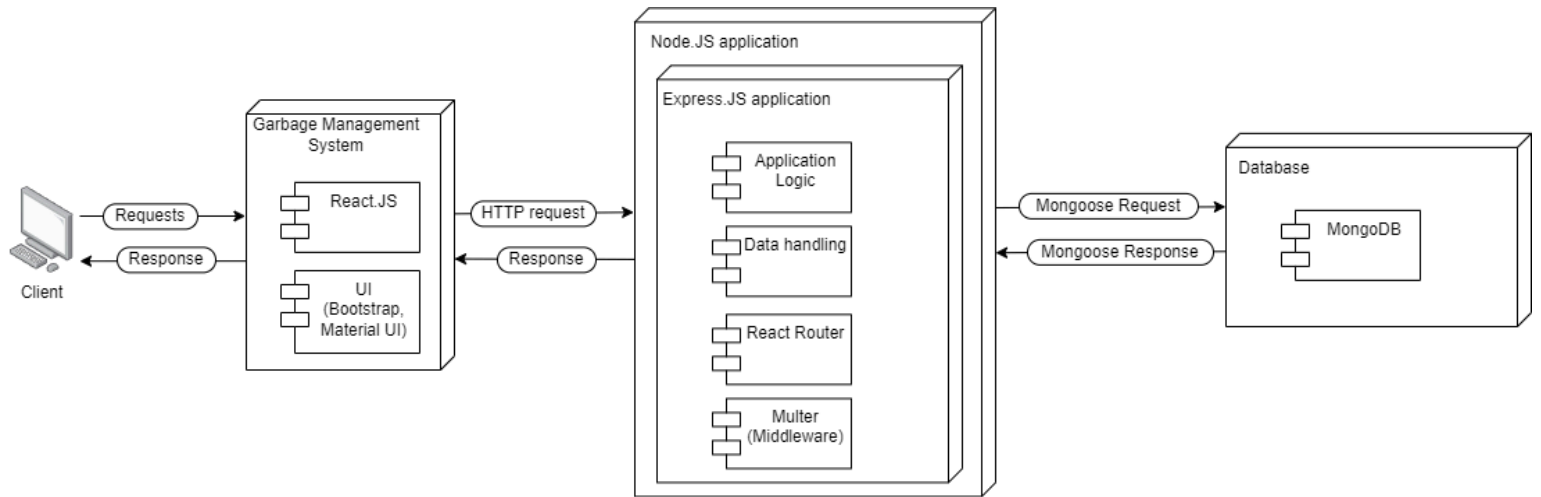 Client
Requests
Response
Garbage Management
System
React.JS
UI
(Bootstrap,
Material UI)
HTTP request
Response
Node.JS application
Express.JS application
Application
Logic
Data handling
React Router
Multer
(Middleware)
Mongoose Request
Mongoose Response
Database
MongoDB